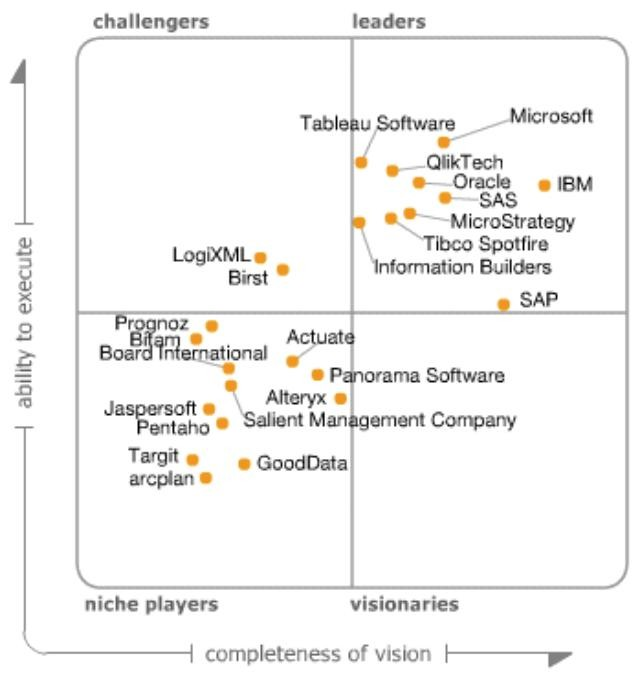 challengers
leaders
Tableau Software
Microsoft
QlikTech
Oracle
IBM
SAS
MicroStrategy
Tibco Spotfire
Information Builders
LogiXML
Birst
SAP
ability to execute
Prognoz
Bitam
Board International
Actuate
Panorama Software
Alteryx
Jaspersoft
Salient Management Company
Pentaho
Targit
GoodData
arcplan
niche players
visionaries
completeness of vision